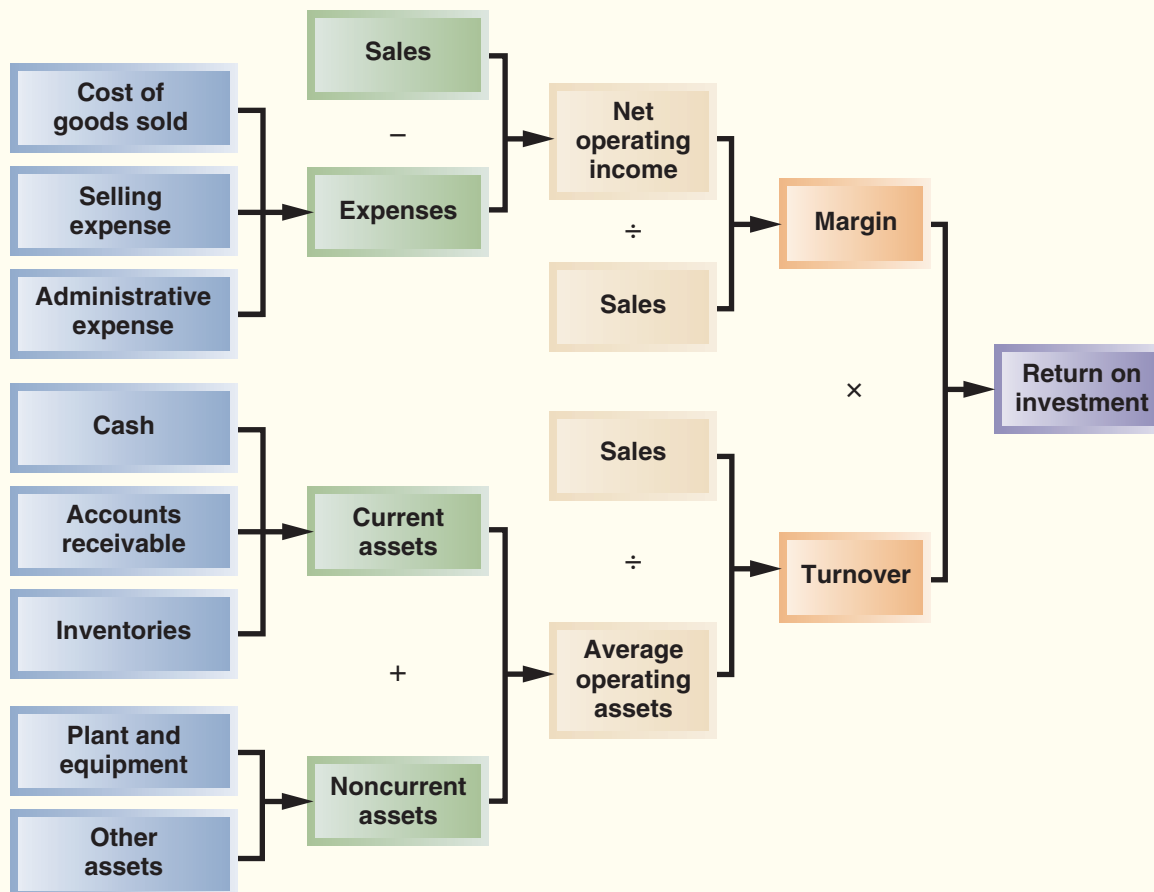 Sales
Cost of
goods sold
−
Net
operating
income
Selling
expense
Expenses
÷
Margin
Administrative
expense
Sales
×
Return on
investment
Cash
Sales
Accounts
receivable
Current
assets
÷
Turnover
Inventories
+
Average
operating
assets
Plant and
equipment
Noncurrent
assets
Other
assets